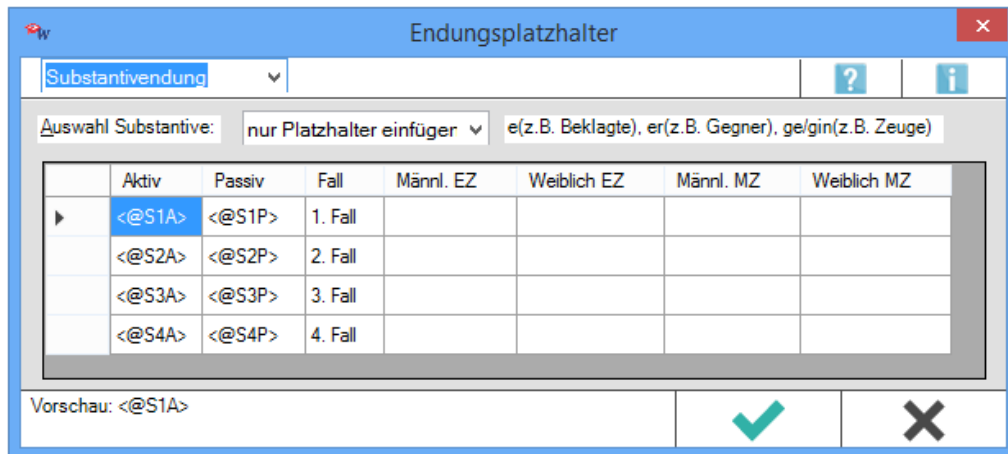 Endungsplatzhalter
Substantivendung
Auswahl Substantive: nur Platzhalter einfüger e(z.B. Beklagte), er(z.B. Gegner), ge/gin(z.B. Zeuge)
Aktiv Passiv Fall Männl. EZ Weiblich EZ Männl. MZ Weiblich MZ
<@S1A> <@S1P> 1. Fall
<@S2A> <@S2P> 2. Fall
<@S3A> <@S3P> 3. Fall
<@S4A> <@S4P> 4. Fall
Vorschau: <@S1A>